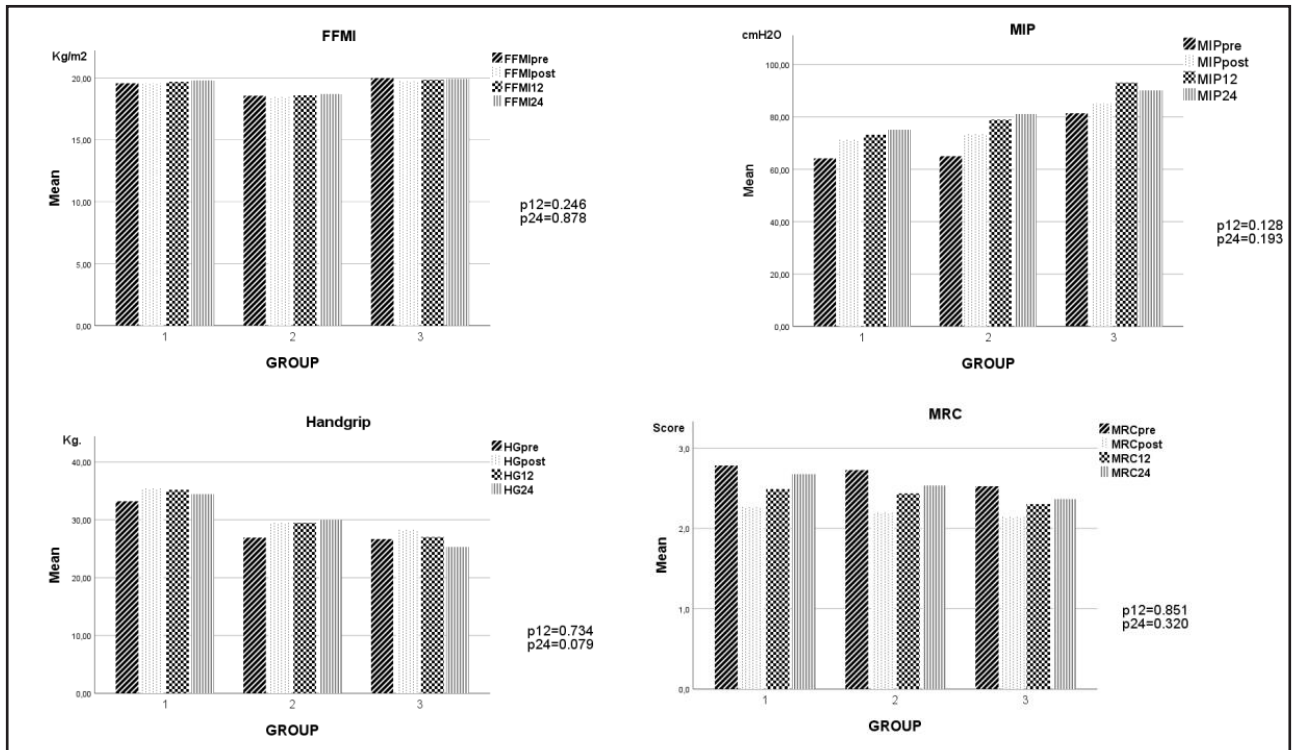 FFMI
Kg/m2
FFMIpre
FFMIpost
FFMI12
FFMI24
20,00
15,00
10,00
5,00
0,00
Mean
p12=0.246
p24=0.878
1 2 3
GROUP
MIP
cmH2O
MIPpre
MIPpost
MIP12
MIP24
100,00
80,00
60,00
40,00
20,00
0,00
Mean
p12=0.128
p24=0.193
1 2 3
GROUP
Handgrip
Kg.
HGpre
HGpost
HG12
HG24
40,00
30,00
20,00
10,00
0,00
Mean
p12=0.734
p24=0.079
1 2 3
GROUP
MRC
Score
MRCpre
MRCpost
MRC12
MRC24
3,0
2,0
1,0
0,0
Mean
p12=0.851
p24=0.320
1 2 3
GROUP